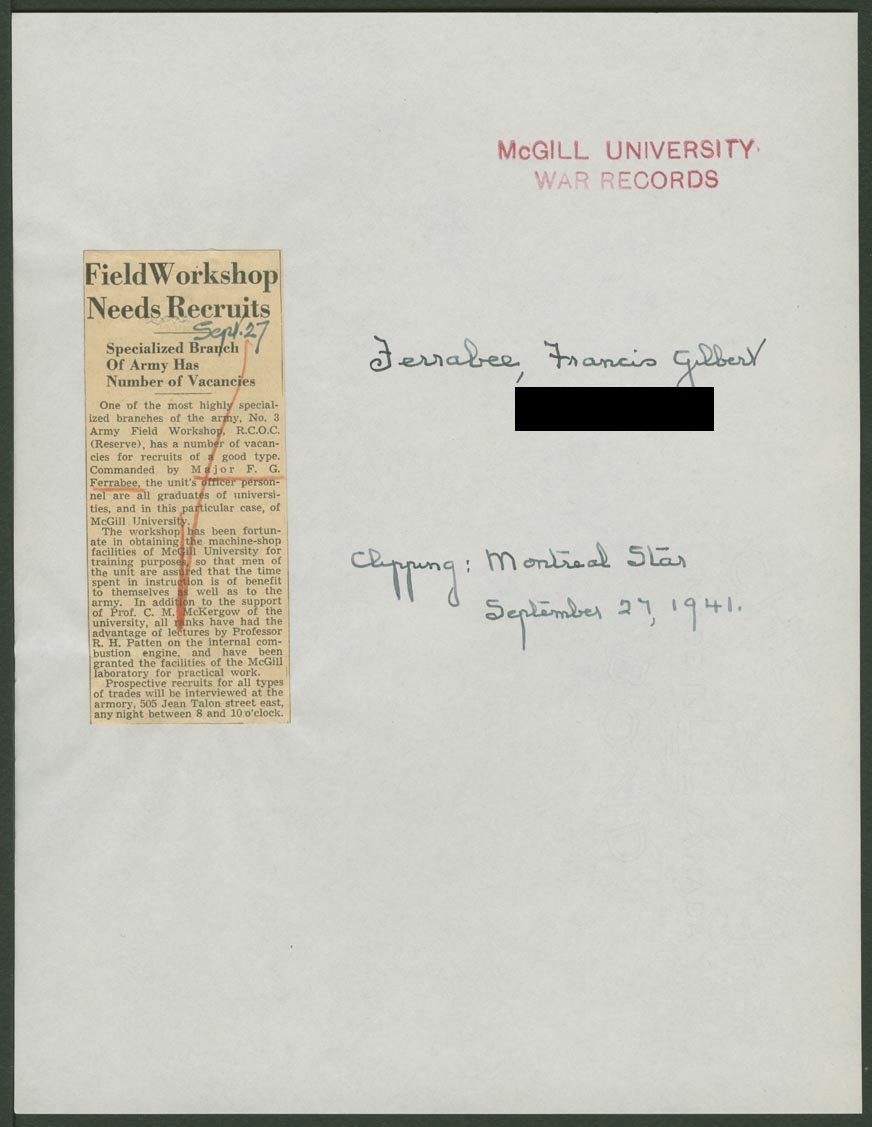 McGILL UNIVERSITY
WAR RECORDS
Field Workshop
Needs Recruits
Sept. 27
Specialized Branch
Of Army Has
Number of Vacancies
One of the most highly special-
ized branches of the army, No. 3
Army Field Workshop, R.C.O.C.
(Reserve), has a number of vacan-
cies for recruits of a good type.
Commanded by Major F. G.
Ferrabee, the unit's officer person-
nel are all graduates of universi-
ties, and in this particular case, of
McGill University.
The workshop has been fortun-
ate in obtaining the machine-shop
facilities of McGill University for
training purposes, so that men of
the unit are assured that the time
spent in instruction is of benefit
to themselves as well as to the
army. In addition to the support
of Prof. C. M. McKergow of the
university, all ranks have had the
advantage of lectures by Professor
R. H. Patten on the internal com-
bustion engine, and have been
granted the facilities of the McGill
laboratory for practical work.
Prospective recruits for all types
of trades will be interviewed at the
armory, 505 Jean Talon street east,
any night between 8 and 10 o'clock.
Ferrabee, Francis Gilbert
Clipping: Montreal Star
September 27, 1941.